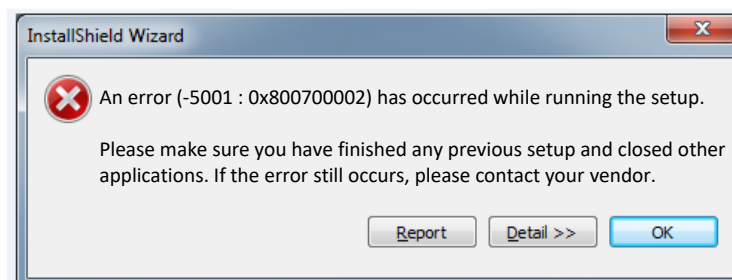 InstallShield Wizard
An error (-5001 : 0x800700002) has occurred while running the setup.
Please make sure you have finished any previous setup and closed other
applications. If the error still occurs, please contact your vendor.
Report Detail >> OK